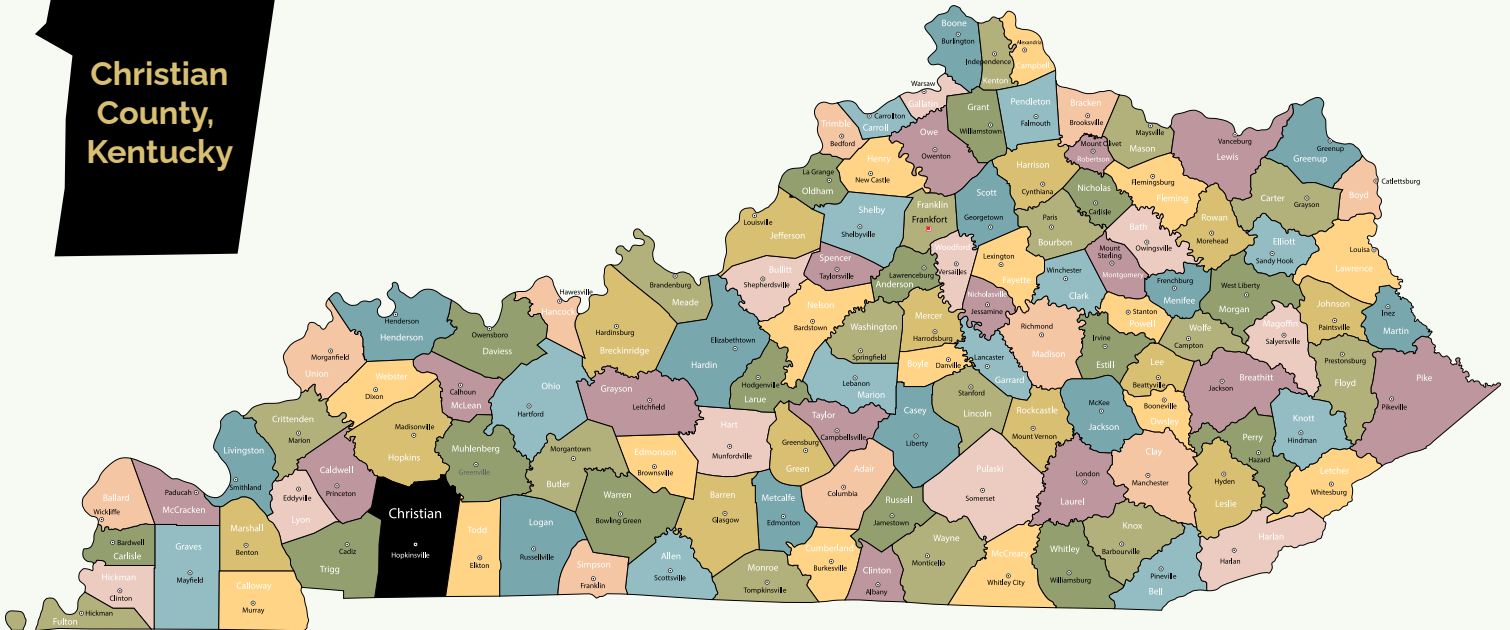 Christian
County,
Kentucky
Boone
Burlington
Alexandria
Independence
Campbell
Kenton
Warsaw
Gallatin
Grant
Williamstown
Pendleton
Falmouth
Bracken
Brooksville
Trimble
Bedford
Carrollton
Carroll
Owe
Owenton
Maysville
Mason
Mount Olivet
Robertson
Vanceburg
Lewis
Greenup
Greenup
Henry
New Castle
Harrison
Cynthiana
La Grange
Oldham
Flemingsburg
Fleming
Nicholas
Carlisle
Carter
Grayson
Boyd
Catlettsburg
Scott
Georgetown
Franklin
Frankfort
Shelby
Shelbyville
Louisville
Jefferson
Paris
Bourbon
Rowan
Morehead
Bath
Owingsville
Elliott
Sandy Hook
Louisa
Lawrence
Woodford
Versailles
Lexington
Fayette
Mount
Sterling
Montgomery
Spencer
Taylorsville
Bullitt
Shepherdsville
Lawrenceburg
Anderson
Winchester
Clark
Frenchburg
Menifee
West Liberty
Morgan
Brandenburg
Meade
Nicholasville
Jessamine
Johnson
Paintsville
Inez
Martin
Hawesville
Hancock
Henderson
Henderson
Nelson
Bardstown
Washington
Springfield
Mercer
Harrodsburg
Stanton
Powell
Richmond
Madison
Wolfe
Campton
Magoffin
Salyersville
Owensboro
Daviess
Hardinsburg
Breckinridge
Elizabethtown
Hardin
Irvine
Estill
Morganfield
Union
Lancaster
Garrard
Boyle
Danville
Lee
Beattyville
Prestonsburg
Floyd
Pike
Pikeville
Webster
Dixon
Calhoun
McLean
Ohio
Hartford
Grayson
Leitchfield
Hodgenville
Larue
Lebanon
Marion
Stanford
Lincoln
Breathitt
Jackson
Casey
Liberty
Rockcastle
Mount Vernon
McKee
Jackson
Booneville
Owsley
Knott
Hindman
Crittenden
Marion
Madisonville
Hopkins
Muhlenberg
Greenville
Hart
Munfordville
Taylor
Campbellsville
Greensburg
Green
Perry
Hazard
Livingston
Smithland
Morgantown
Butler
Edmonson
Brownsville
Adair
Columbia
Pulaski
Somerset
Clay
Manchester
London
Laurel
Hyden
Leslie
Letcher
Whitesburg
Caldwell
Princeton
Eddyville
Lyon
Ballard
Wickliffe
Paducah
McCracken
Warren
Bowling Green
Barren
Glasgow
Metcalfe
Edmonton
Russell
Jamestown
Christian
Hopkinsville
Marshall
Benton
Todd
Elkton
Logan
Russellville
Knox
Barbourville
Harlan
Harlan
Bardwell
Carlisle
Graves
Mayfield
Cadiz
Trigg
Simpson
Franklin
Allen
Scottsville
Monroe
Tompkinsville
Cumberland
Burkesville
Clinton
Albany
Wayne
Monticello
McCreary
Whitley City
Whitley
Williamsburg
Pineville
Bell
Hickman
Clinton
Calloway
Murray
Hickman
Fulton